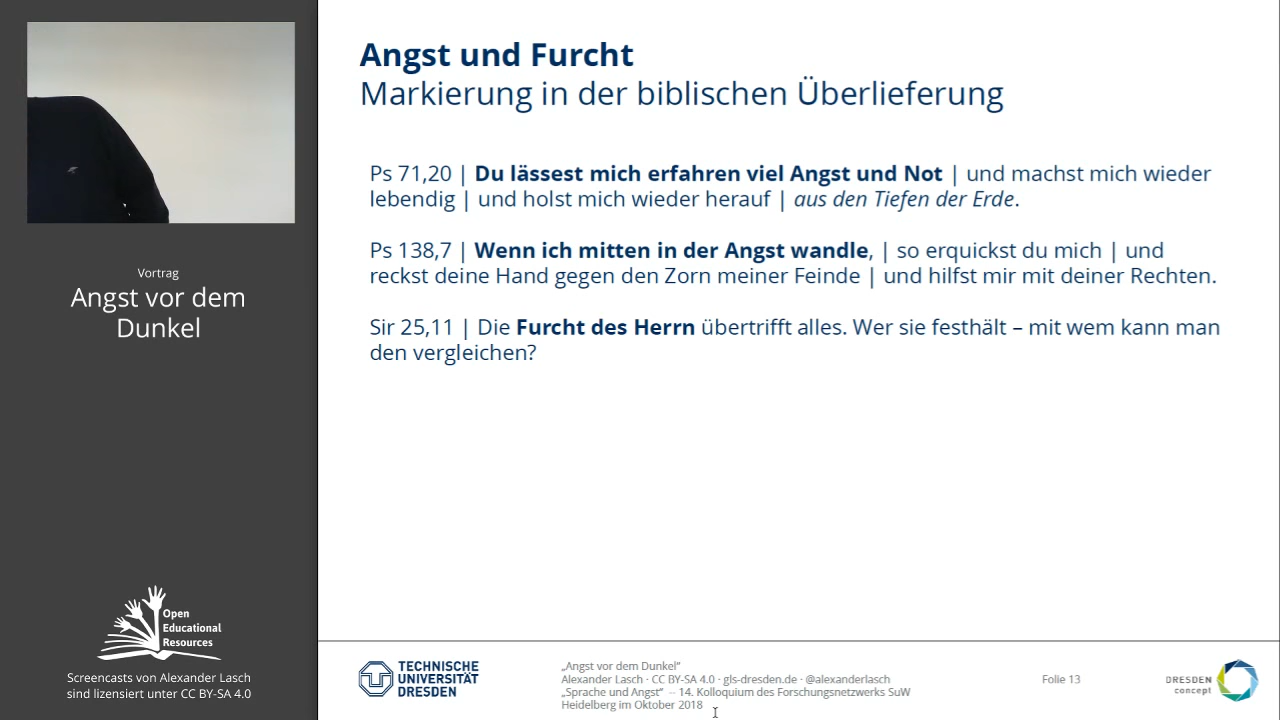 Angst und Furcht
Markierung in der biblischen Überlieferung
Ps 71,20 | Du lässest mich erfahren viel Angst und Not | und machst mich wieder
lebendig | und holst mich wieder herauf | aus den Tiefen der Erde.
Ps 138,7 | Wenn ich mitten in der Angst wandle, | so erquickst du mich | und
reckst deine Hand gegen den Zorn meiner Feinde | und hilfst mir mit deiner Rechten.
Sir 25,11 | Die Furcht des Herrn übertrifft alles. Wer sie festhält – mit wem kann man
den vergleichen?
Vortrag
Angst vor dem
Dunkel
Open
Educational
Resources
Screencasts von Alexander Lasch
sind lizensiert unter CC BY-SA 4.0
TECHNISCHE
UNIVERSITÄT
DRESDEN
„Angst vor dem Dunkel“
Alexander Lasch · CC BY-SA 4.0 · gls-dresden.de · @alexanderlasch
„Sprache und Angst“ – 14. Kolloquium des Forschungsnetzwerks SuW
Heidelberg im Oktober 2018
Folie 13
DRESDEN
concept